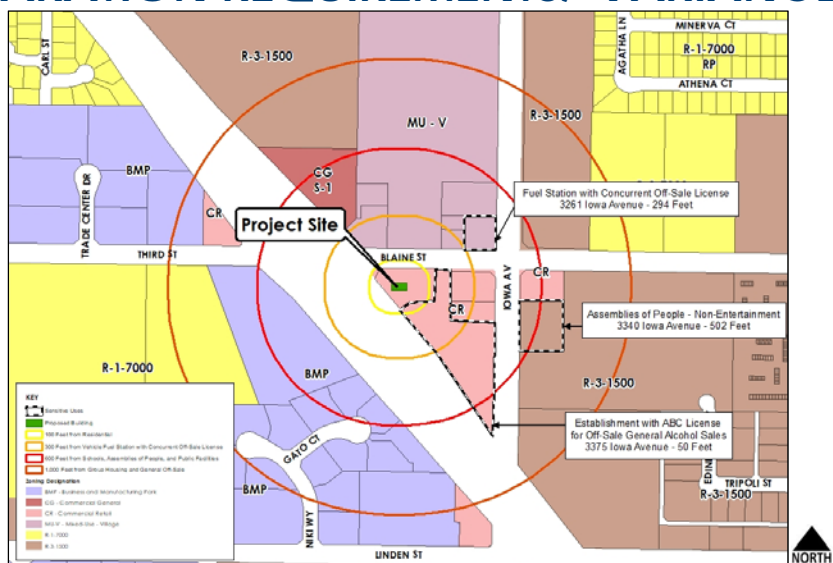 CARL ST
R-3-1500
MU - V
AGATHA LN
MINERVA CT
R-1-7000
RP
ATHENA CT
R-3-1500
BMP
TRADE CENTER DR
CG
S-1
CR
Project Site
Fuel Station with Concurrent Off-Sale License
3261 Iowa Avenue - 294 Feet
THIRD ST
BLAINE ST
IOWA AV
CR
CR
Assemblies of People - Non-Entertainment
3340 Iowa Avenue - 502 Feet
R-1-7000
BMP
R-3-1500
Establishment with ABC License
for Off-Sale General Alcohol Sales
3375 Iowa Avenue - 50 Feet
GATO CT
BMP
NIKI WY
LINDEN ST
TRIPOLI ST
R-3-1500
NORTH
KEY
Sensitive Uses
Proposed Building
100 Feet from Residential
300 Feet from Vehicle Fuel Station with Concurrent Off-Sale License
600 Feet from Schools, Assemblies of People, and Public Facilities
1,000 Feet from Group Housing and General Off-Sale
Zoning Designation
BMP - Business and Manufacturing Park
CG - Commercial General
CR - Commercial Retail
MU-V - Mixed-Use - Village
R-1-7000
R-3-1500